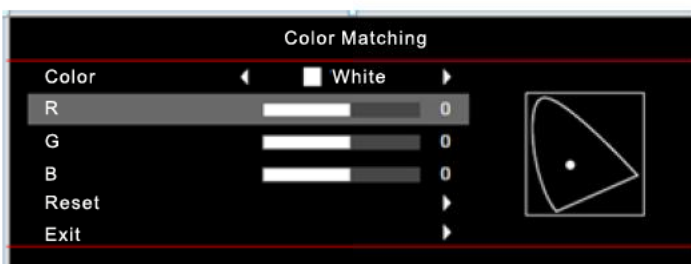 Color Matching
Color White
R 0
G 0
B 0
Reset
Exit